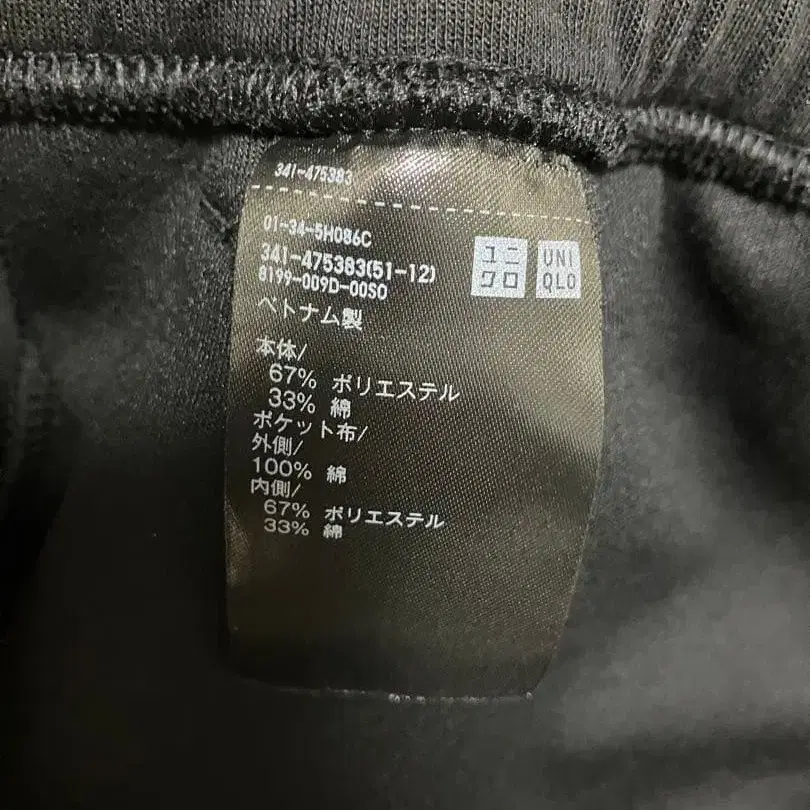 341-475383
01-34-5H086C
341-475383(51-12)
8199-009D-00SO
ユニ
クロ
UNI
QLO
ベトナム製
本体/
67% ポリエステル
33% 綿
ポケット布/
外側/
100% 綿
内側/
67% ポリエステル
33% 綿